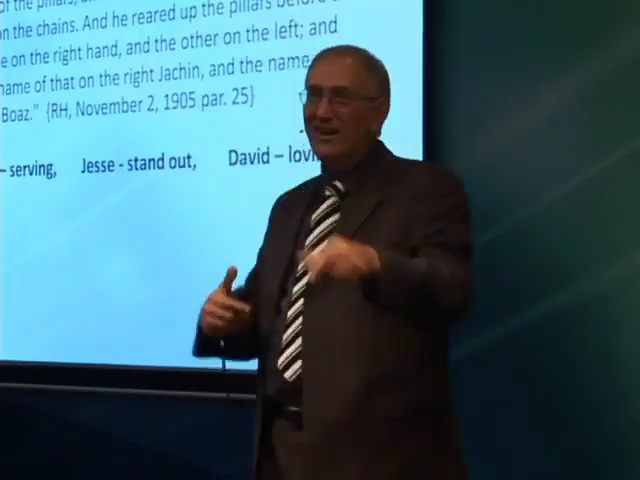 of the pillars,
on the chains. And he reared up the pillars before
e on the right hand, and the other on the left; and
name of that on the right Jachin, and the name
Boaz." {RH, November 2, 1905 par. 25}
– serving, Jesse - stand out, David –